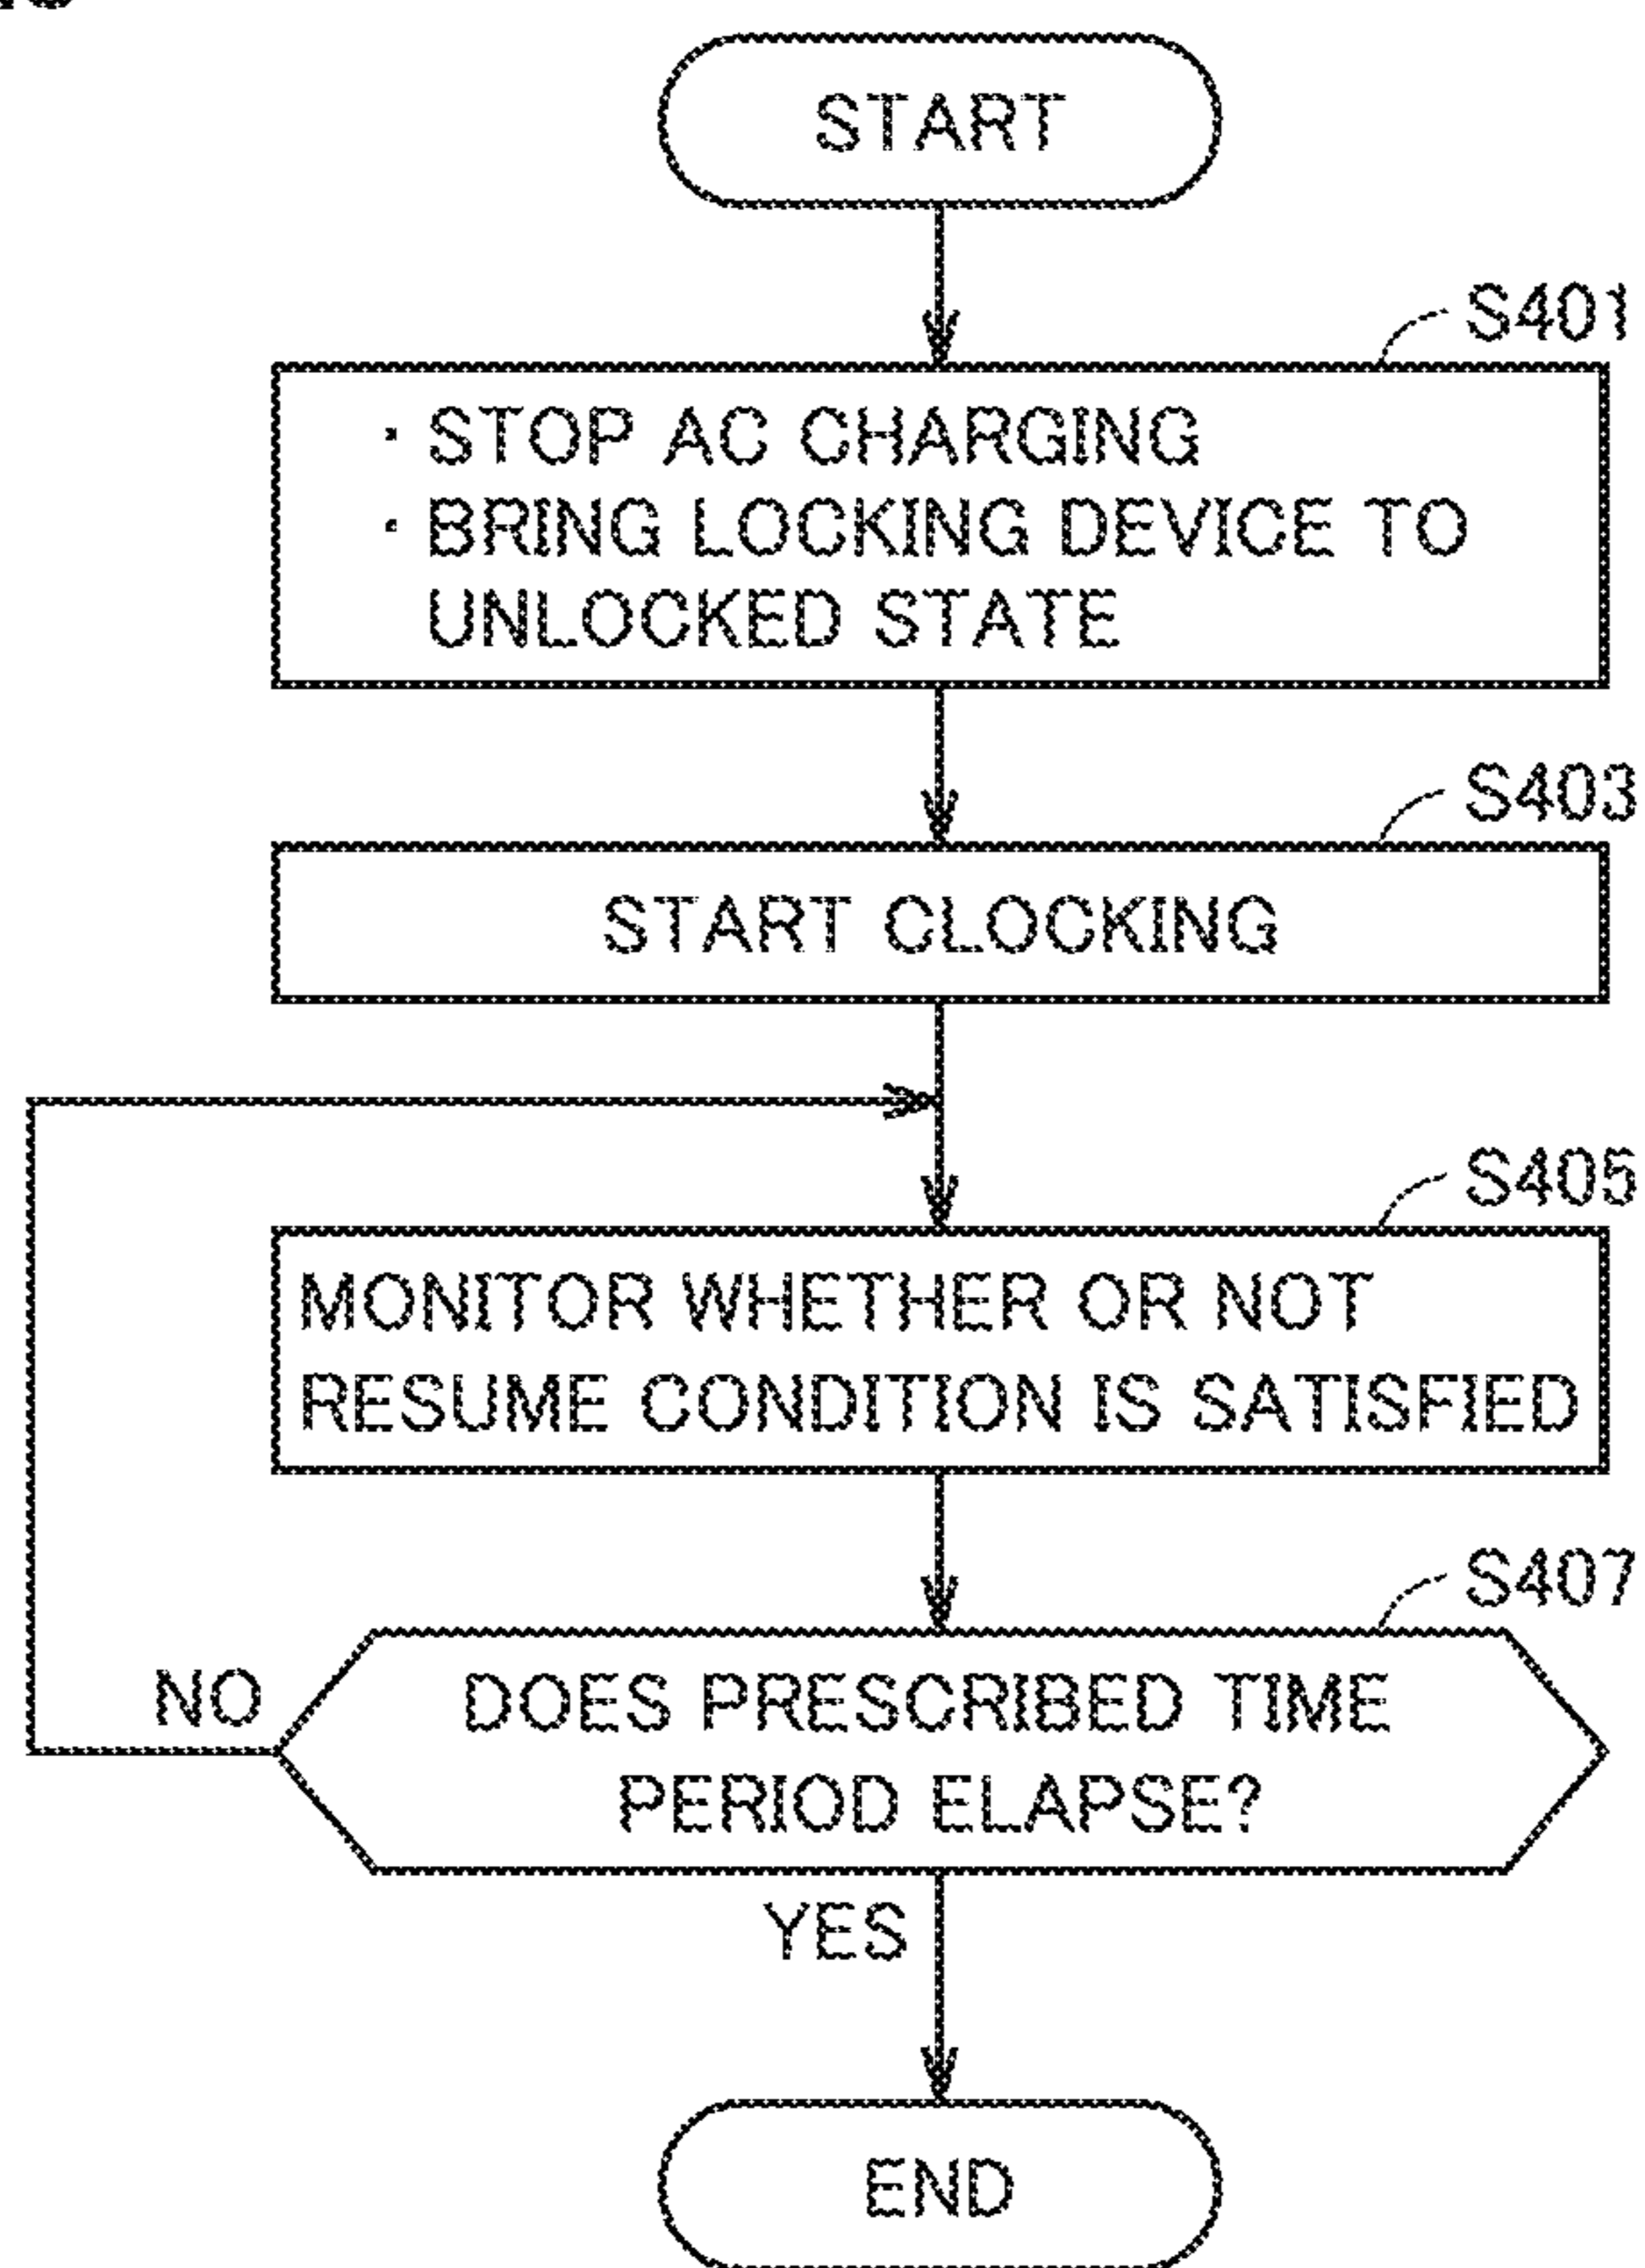 START
S401
· STOP AC CHARGING
· BRING LOCKING DEVICE TO
UNLOCKED STATE
S403
START CLOCKING
S405
MONITOR WHETHER OR NOT
RESUME CONDITION IS SATISFIED
S407
NO
DOES PRESCRIBED TIME
PERIOD ELAPSE?
YES
END